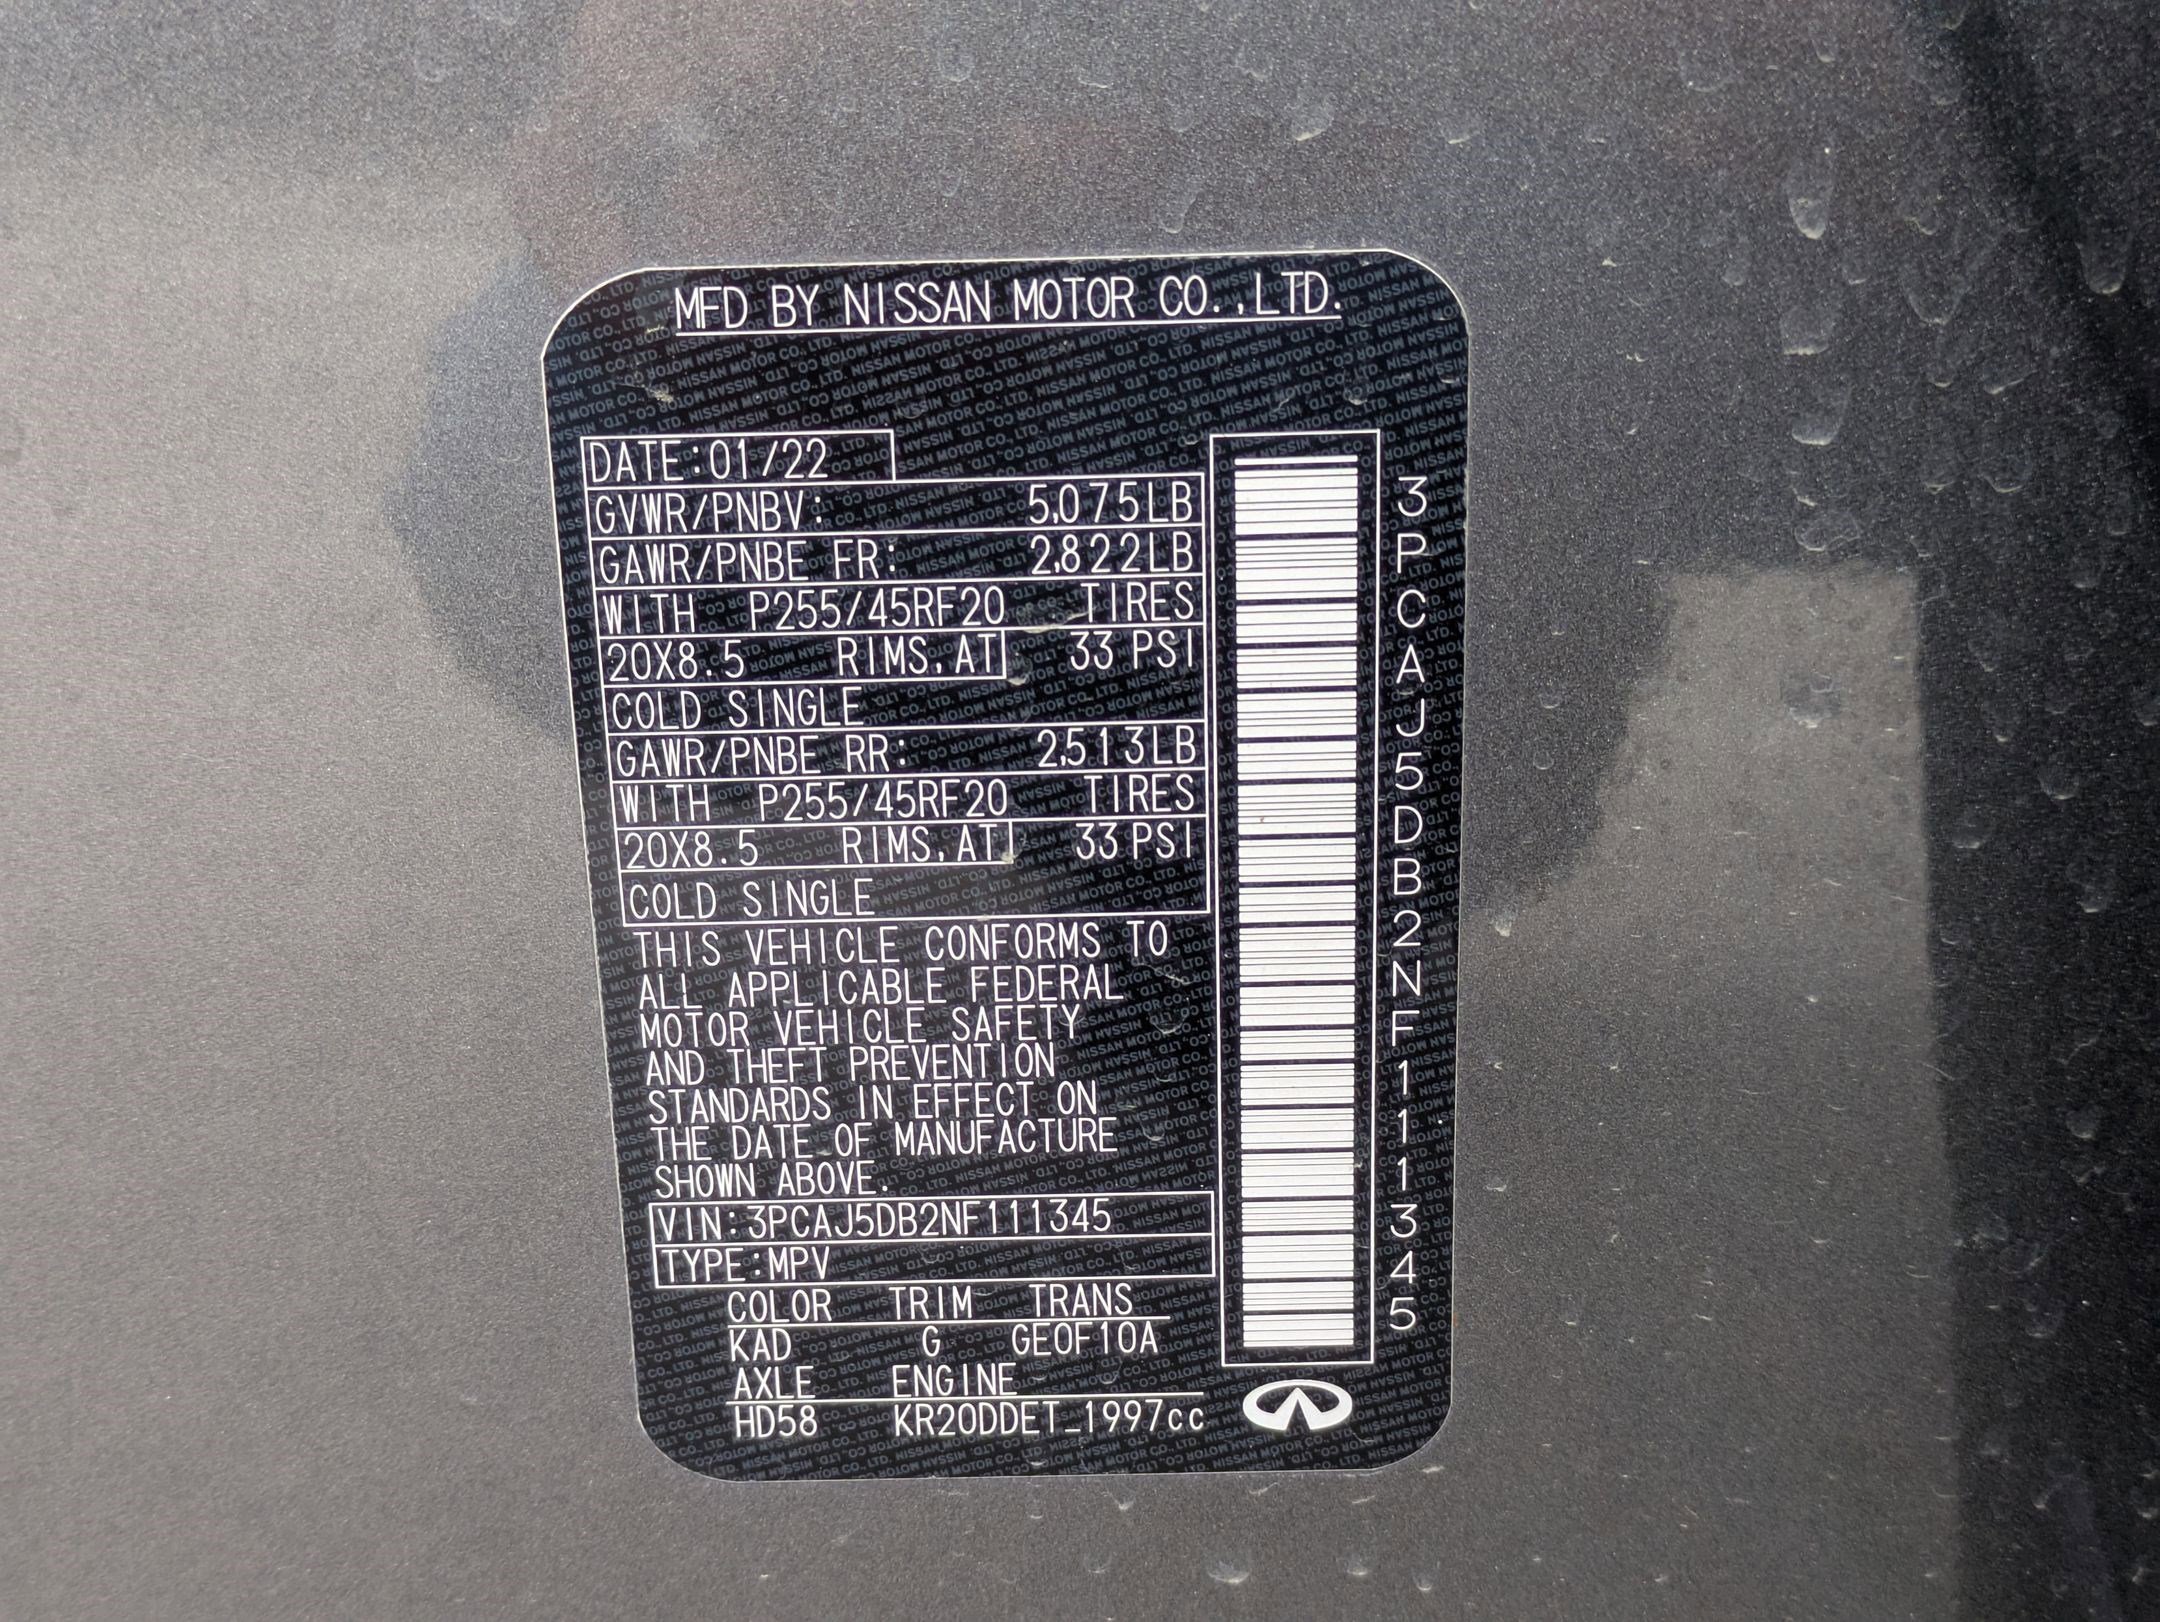 MFD BY NISSAN MOTOR CO.,LTD.
DATE:01/22
GVWR/PNBV: 5,075LB
GAWR/PNBE FR: 2,822LB
WITH P255/45RF20 TIRES
20X8.5 RIMS,AT 33 PSI
COLD SINGLE
GAWR/PNBE RR: 2,513LB
WITH P255/45RF20 TIRES
20X8.5 RIMS,AT 33 PSI
COLD SINGLE
THIS VEHICLE CONFORMS TO
ALL APPLICABLE FEDERAL
MOTOR VEHICLE SAFETY
AND THEFT PREVENTION
STANDARDS IN EFFECT ON
THE DATE OF MANUFACTURE
SHOWN ABOVE.
VIN:3PCAJ5DB2NF111345
TYPE:MPV
COLOR TRIM TRANS
KAD G GE0F10A
AXLE ENGINE
HD58 KR20DDET_1997cc
3PCAJ5DB2NF111345